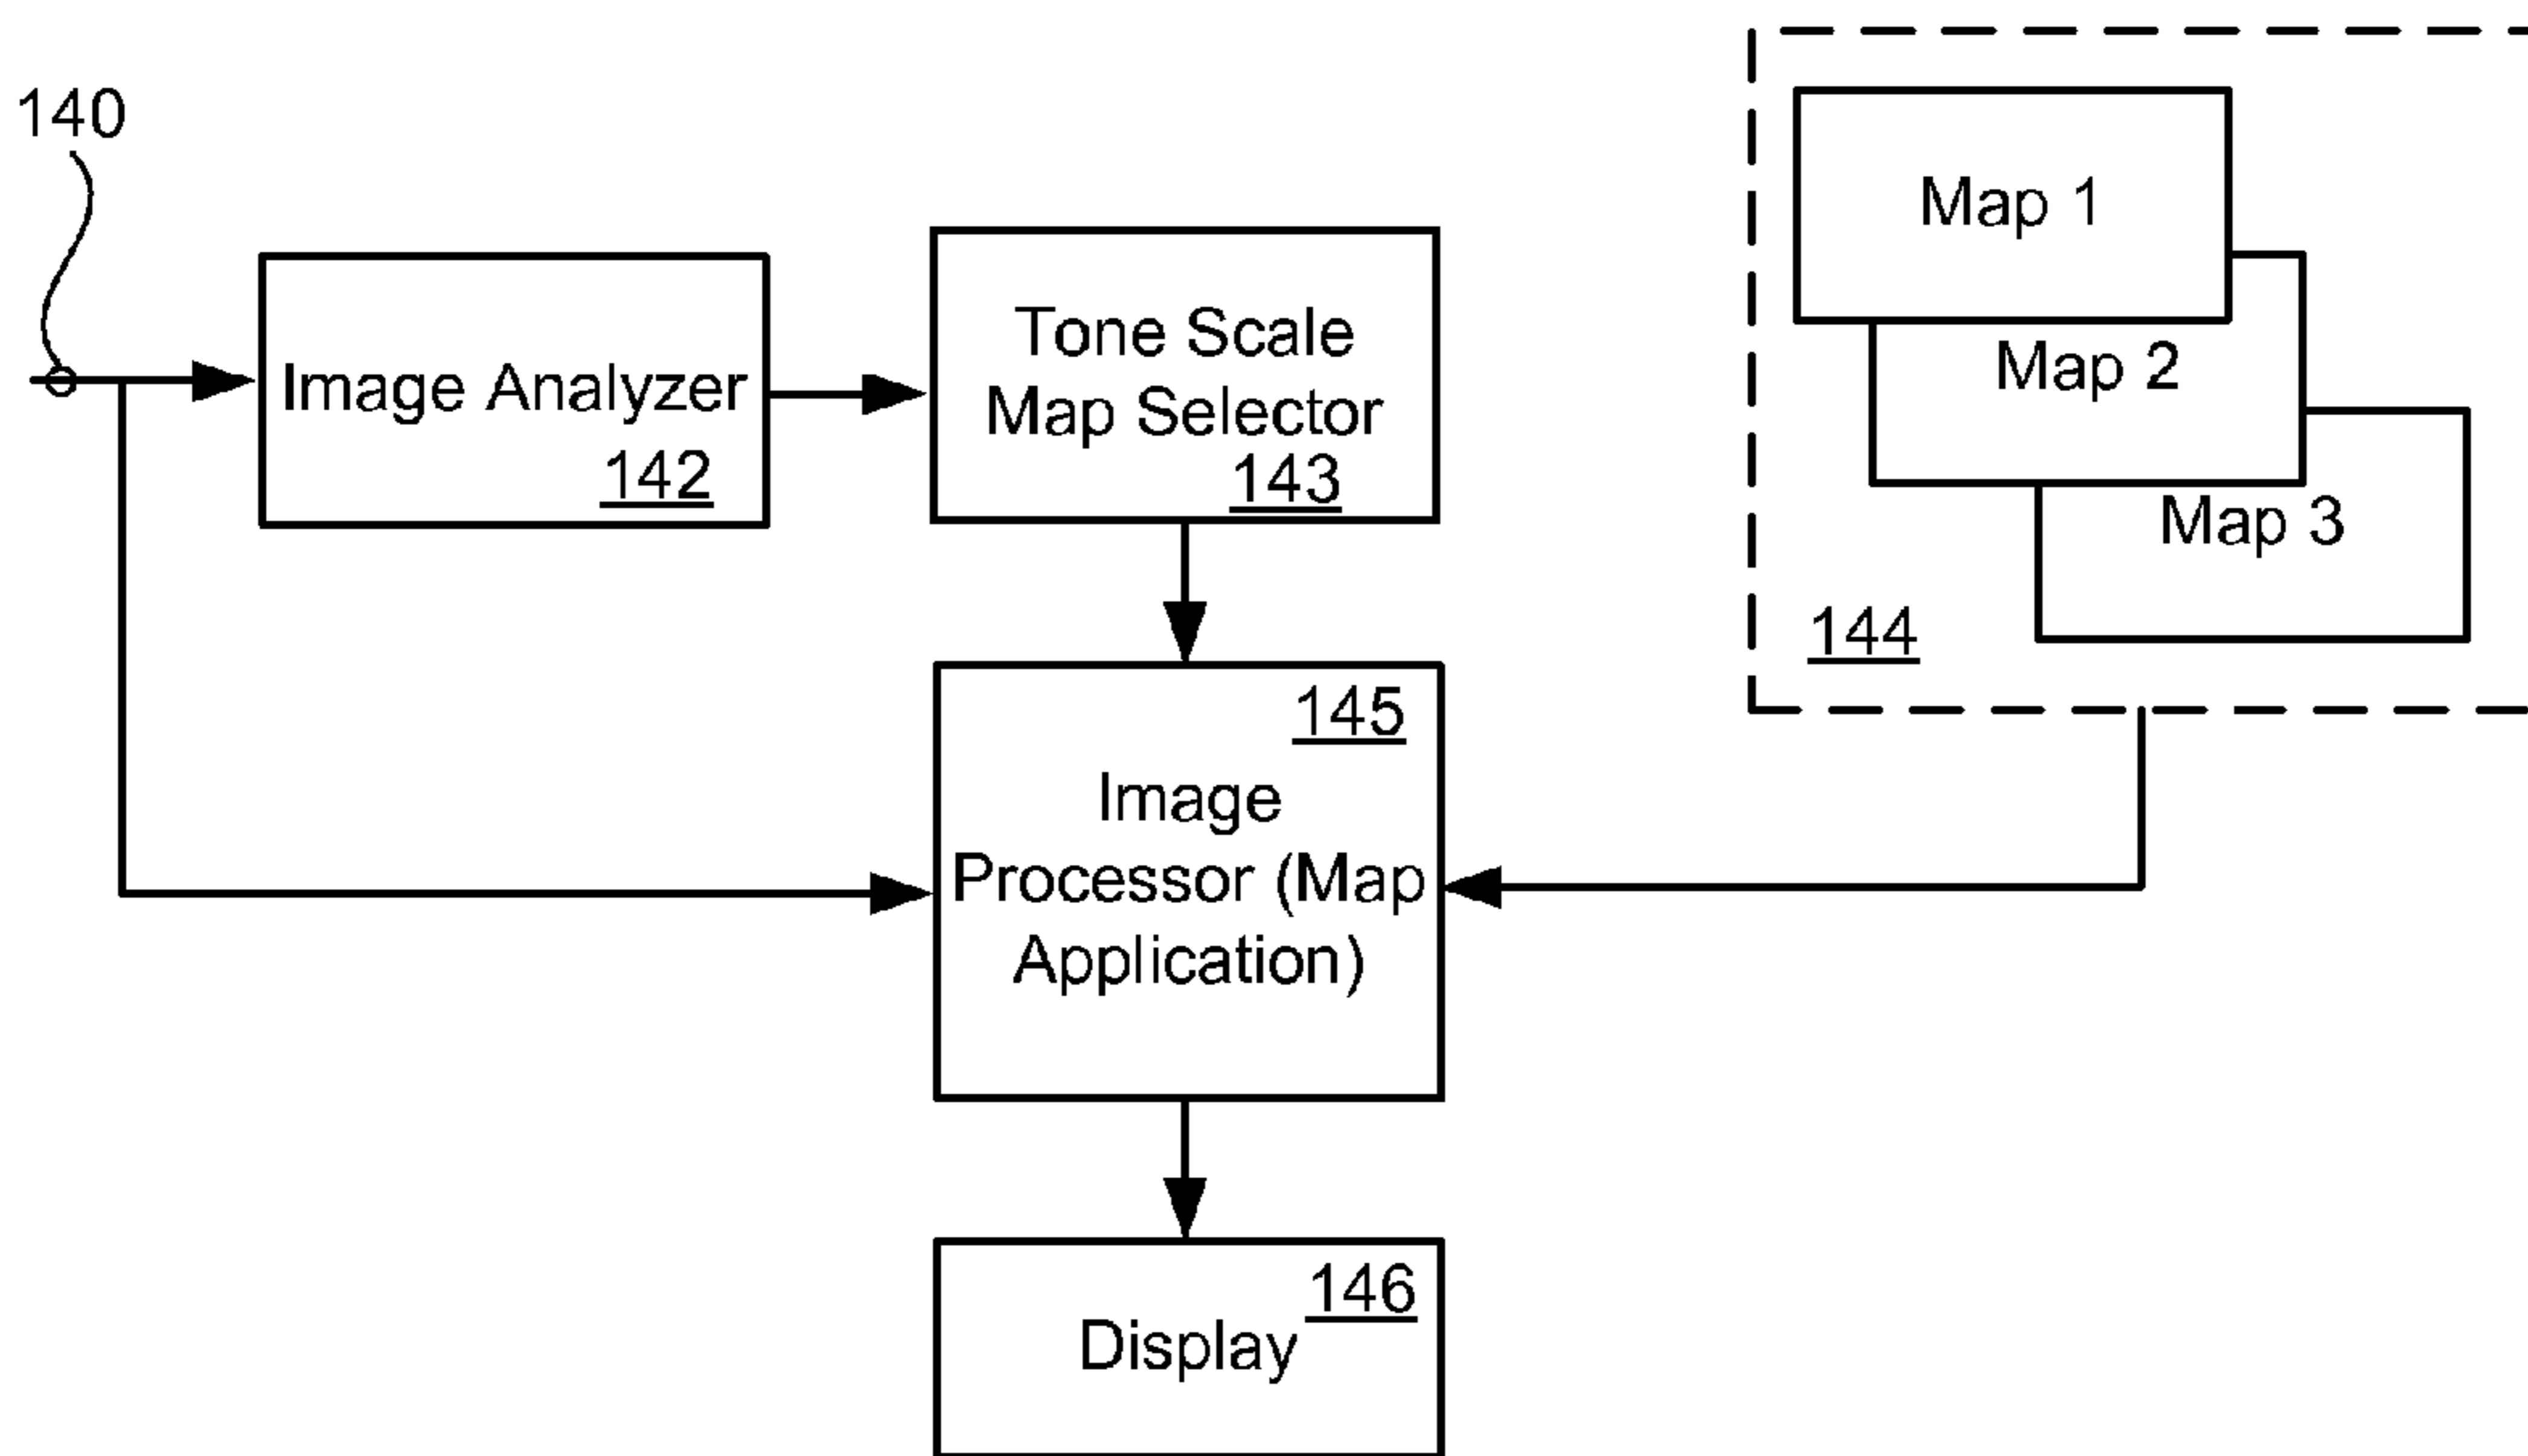 140
Image Analyzer
142
Tone Scale
Map Selector
143
Map 1
Map 2
Map 3
144
145
Image
Processor (Map
Application)
146
Display